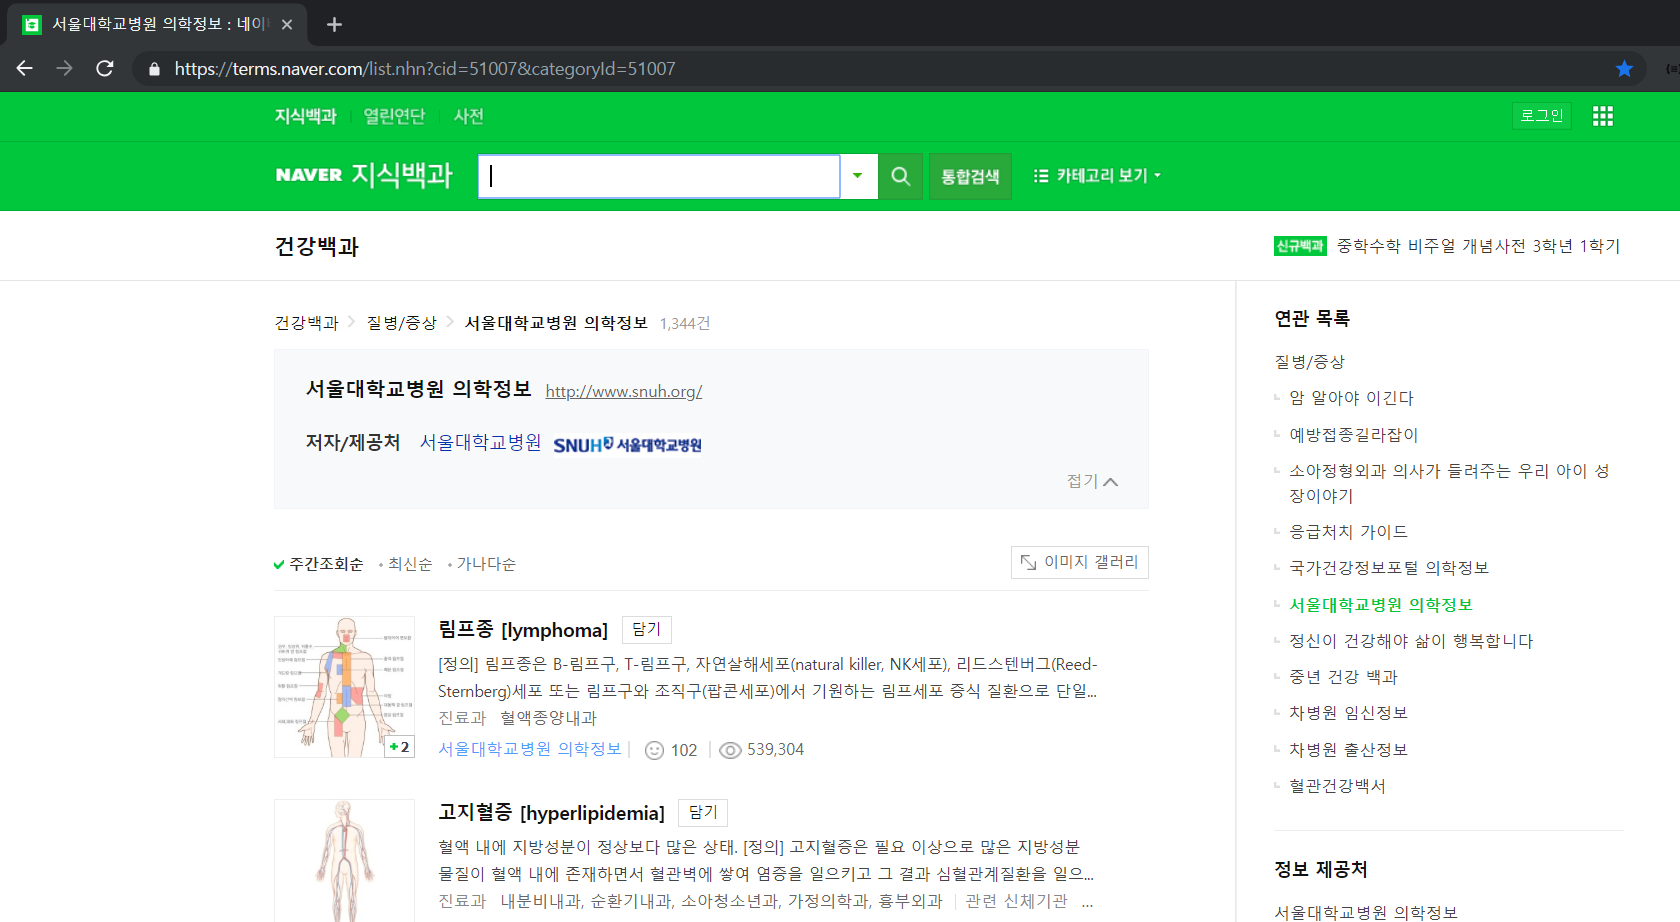 서울대학교병원 의학정보 : 네이
https://terms.naver.com/list.nhn?cid=51007&categoryId=51007
지식백과 열린연단 사전
로그인
NAVER 지식백과
통합검색
카테고리 보기
건강백과
신규백과 중학수학 비주얼 개념사전 3학년 1학기
건강백과 질병/증상 서울대학교병원 의학정보 1,344건
서울대학교병원 의학정보 http://www.snuh.org/
저자/제공처 서울대학교병원 SNUH 서울대학교병원
접기
주간조회순 최신순 가나다순
이미지 갤러리
+2
림프종 [lymphoma] 담기
[정의] 림프종은 B-림프구, T-림프구, 자연살해세포(natural killer, NK세포), 리드스텐버그(Reed-
Sternberg)세포 또는 림프구와 조직구(팝콘세포)에서 기원하는 림프세포 증식 질환으로 단일...
진료과 혈액종양내과
서울대학교병원 의학정보 102 539,304
고지혈증 [hyperlipidemia] 담기
혈액 내에 지방성분이 정상보다 많은 상태. [정의] 고지혈증은 필요 이상으로 많은 지방성분
물질이 혈액 내에 존재하면서 혈관벽에 쌓여 염증을 일으키고 그 결과 심혈관계질환을 일으...
진료과 내분비내과, 순환기내과, 소아청소년과, 가정의학과, 흉부외과 관련 신체기관 ...
연관 목록
질병/증상
암 알아야 이긴다
예방접종길라잡이
소아정형외과 의사가 들려주는 우리 아이 성
장이야기
응급처치 가이드
국가건강정보포털 의학정보
서울대학교병원 의학정보
정신이 건강해야 삶이 행복합니다
중년 건강 백과
차병원 임신정보
차병원 출산정보
혈관건강백서
정보 제공처
서울대학교병원 의학정보